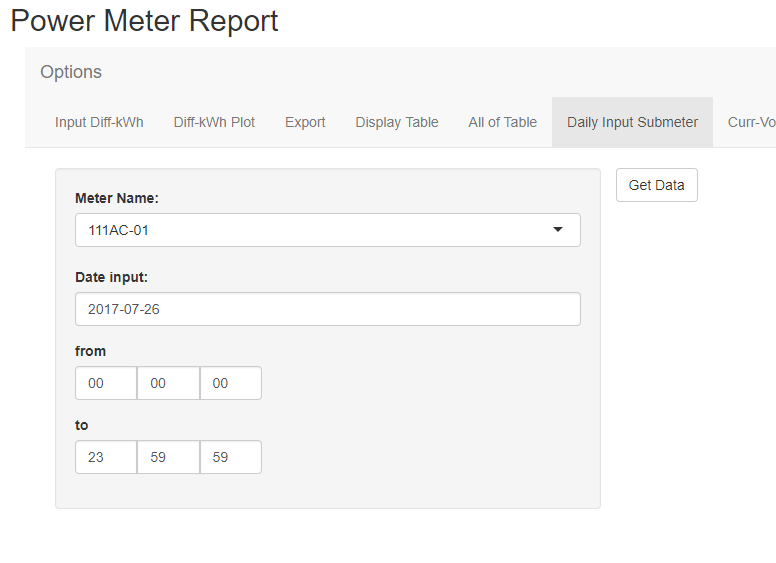 Power Meter Report
Options
Input Diff-kWh Diff-kWh Plot Export Display Table All of Table Daily Input Submeter Curr-Vo
Meter Name:
Get Data
111AC-01
Date input:
2017-07-26
from
00 00 00
to
23 59 59